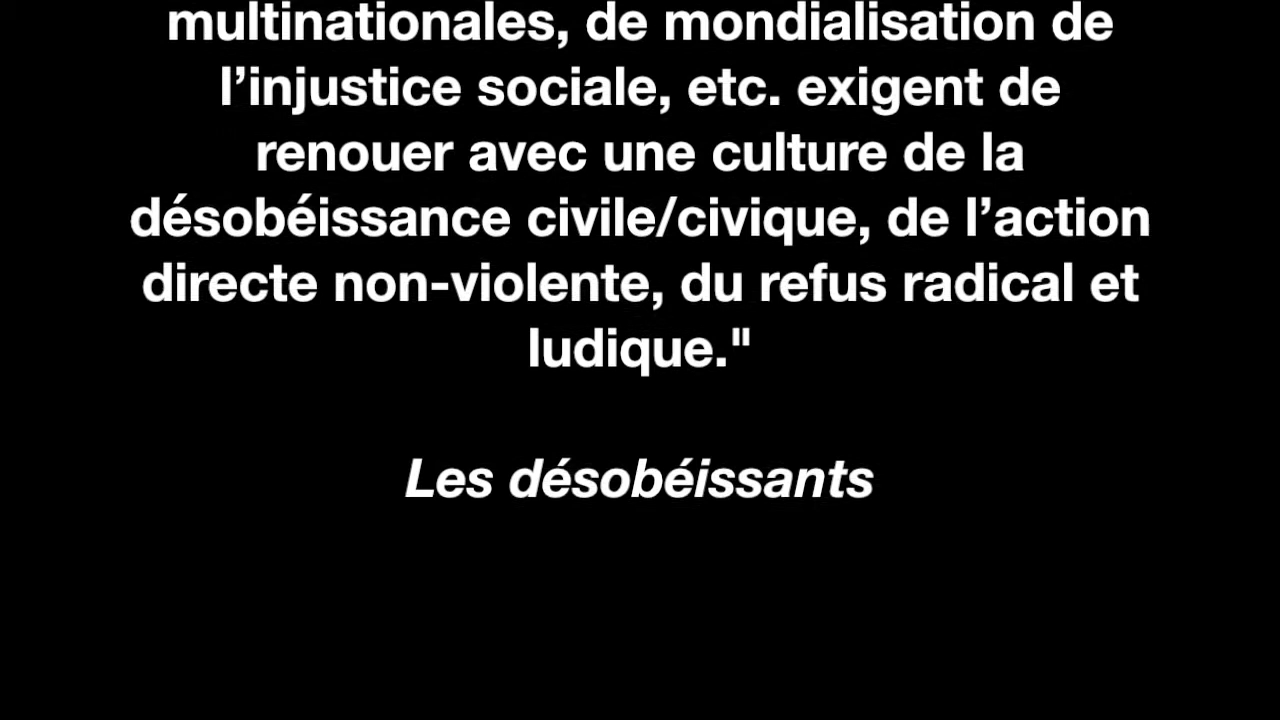 multinationales, de mondialisation de
l’injustice sociale, etc. exigent de
renouer avec une culture de la
désobéissance civile/civique, de l’action
directe non-violente, du refus radical et
ludique."
Les désobéissants